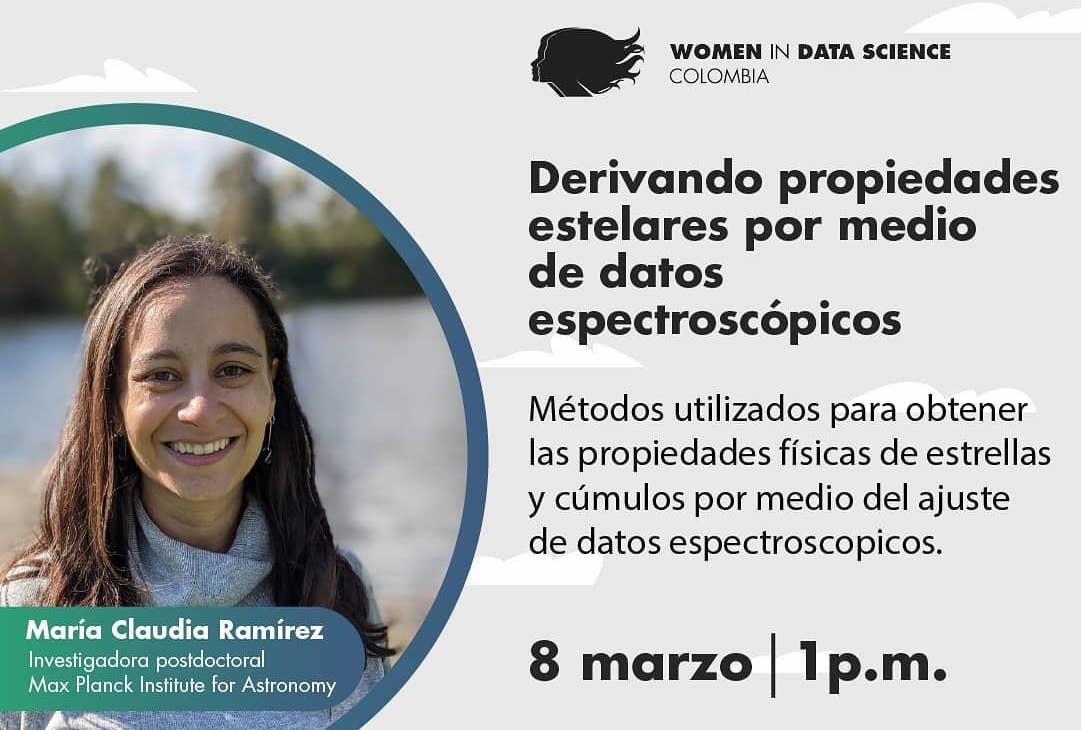 WOMEN IN DATA SCIENCE
COLOMBIA
Derivando propiedades
estelares por medio
de datos
espectroscópicos
Métodos utilizados para obtener
las propiedades físicas de estrellas
y cúmulos por medio del ajuste
de datos espectroscopicos.
8 marzo | 1p.m.
María Claudia Ramírez
Investigadora postdoctoral
Max Planck Institute for Astronomy